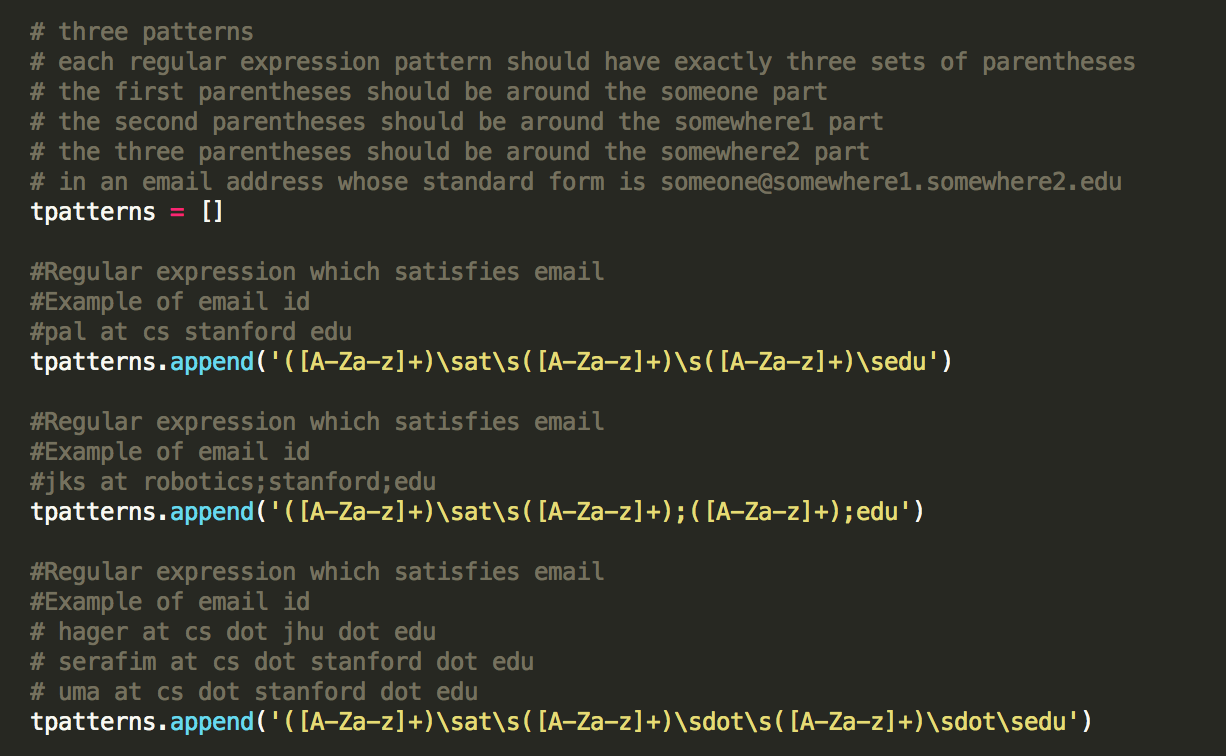 # three patterns
# each regular expression pattern should have exactly three sets of parentheses
# the first parentheses should be around the someone part
# the second parentheses should be around the somewhere1 part
# the three parentheses should be around the somewhere2 part
# in an email address whose standard form is someone@somewhere1.somewhere2.edu
tpatterns = []
#Regular expression which satisfies email
#Example of email id
#pal at cs stanford edu
tpatterns.append('([A-Za-z]+)\sat\s([A-Za-z]+)\s([A-Za-z]+)\sedu')
#Regular expression which satisfies email
#Example of email id
#jks at robotics;stanford;edu
tpatterns.append('([A-Za-z]+)\sat\s([A-Za-z]+);([A-Za-z]+);edu')
#Regular expression which satisfies email
#Example of email id
# hager at cs dot jhu dot edu
# serafim at cs dot stanford dot edu
# uma at cs dot stanford dot edu
tpatterns.append('([A-Za-z]+)\sat\s([A-Za-z]+)\sdot\s([A-Za-z]+)\sdot\sedu')